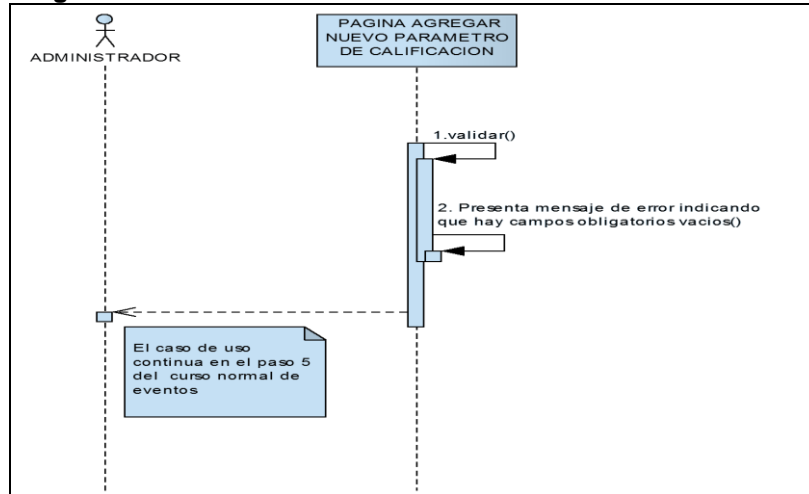 ADMINISTRADOR
PAGINA AGREGAR
NUEVO PARAMETRO
DE CALIFICACION
1.validar()
2. Presenta mensaje de error indicando
que hay campos obligatorios vacios()
El caso de uso
continua en el paso 5
del curso normal de
eventos